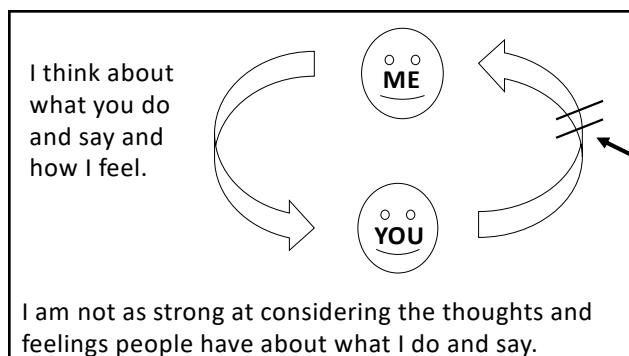 I think about
what you do
and say and
how I feel.
ME
YOU
I am not as strong at considering the thoughts and
feelings people have about what I do and say.